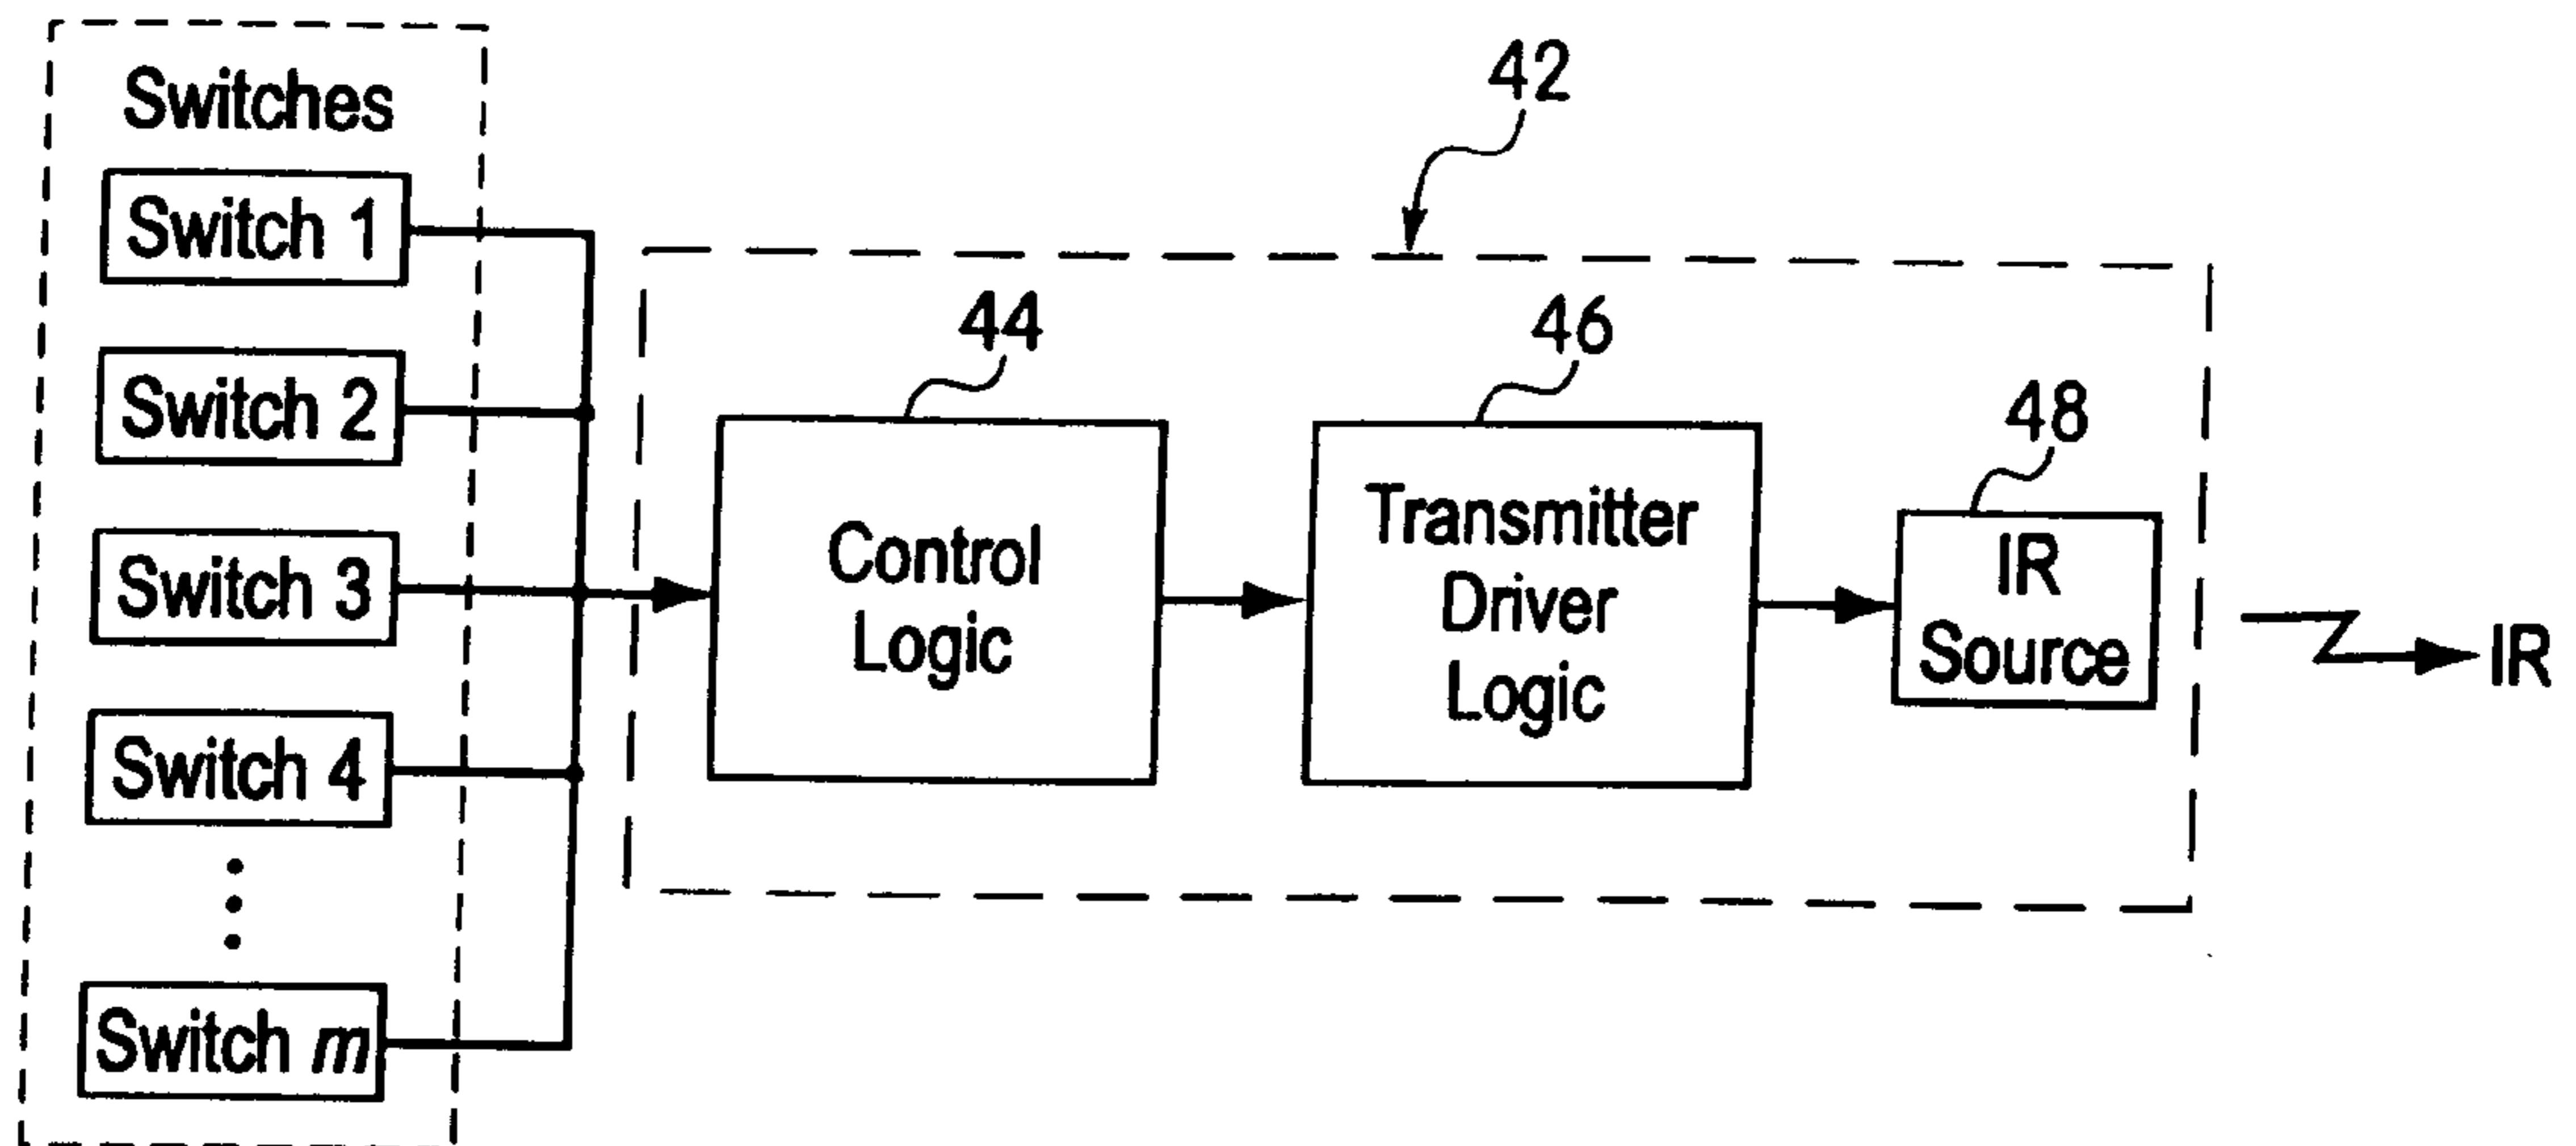 Switches
Switch 1
Switch 2
Switch 3
Switch 4
Switch m
42
44
Control
Logic
46
Transmitter
Driver
Logic
48
IR
Source
IR